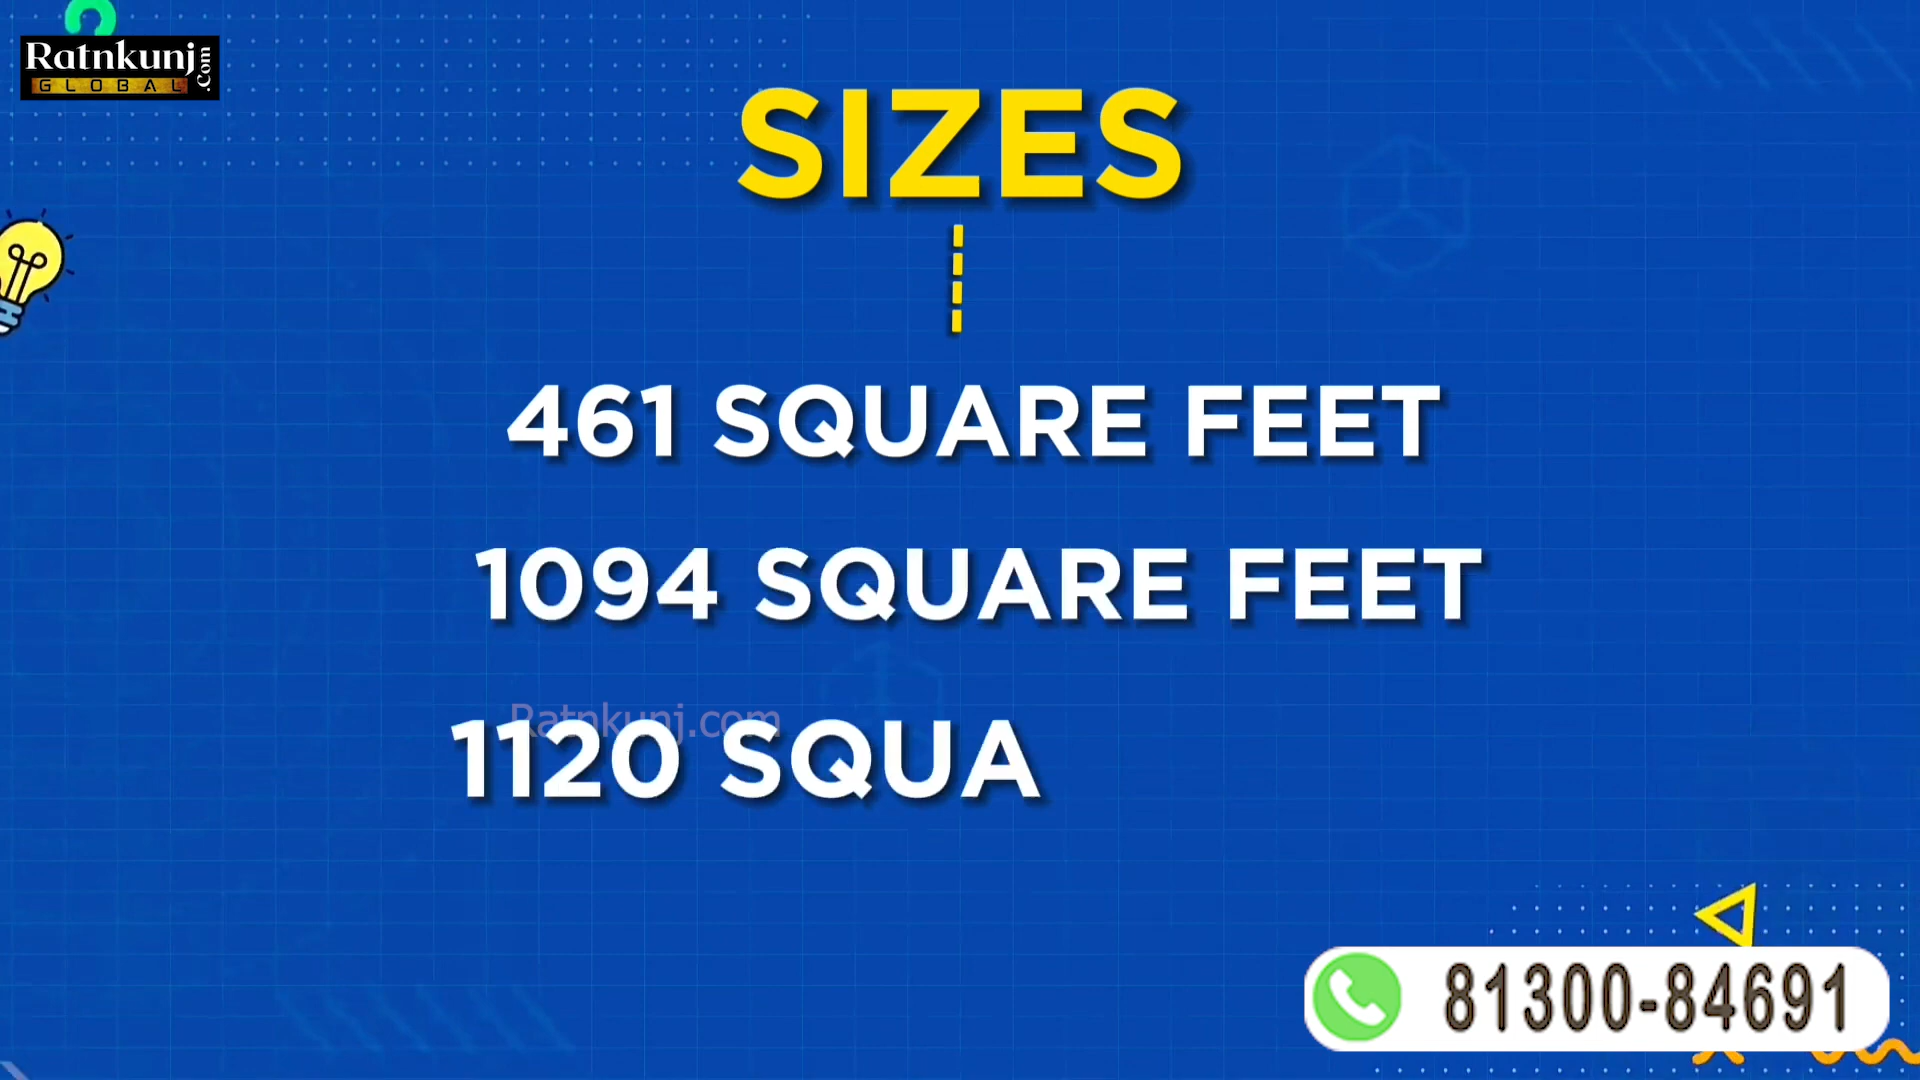 Ratnkunj.Com
GLOBAL
SIZES
461 SQUARE FEET
1094 SQUARE FEET
Ratnkunj.com
1120 SQUA
81300-84691